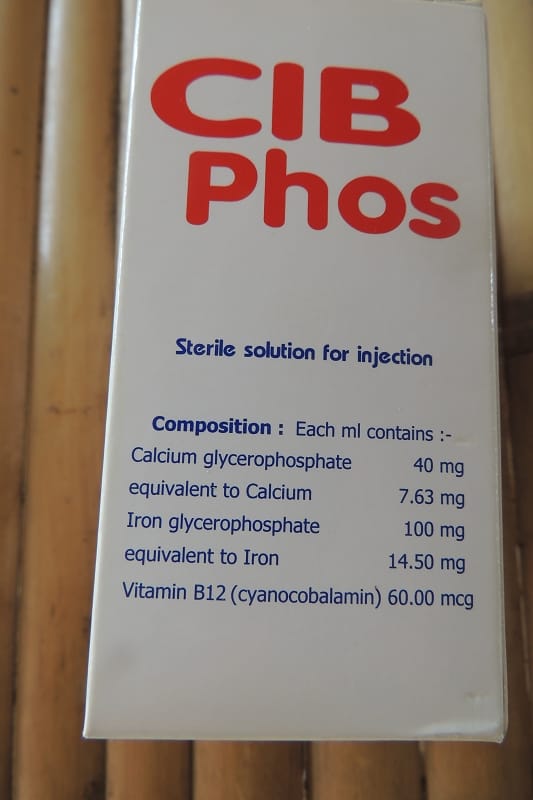 CIB
Phos
Sterile solution for injection
Composition : Each ml contains :-
Calcium glycerophosphate 40 mg
equivalent to Calcium 7.63 mg
Iron glycerophosphate 100 mg
equivalent to Iron 14.50 mg
Vitamin B12 (cyanocobalamin) 60.00 mcg